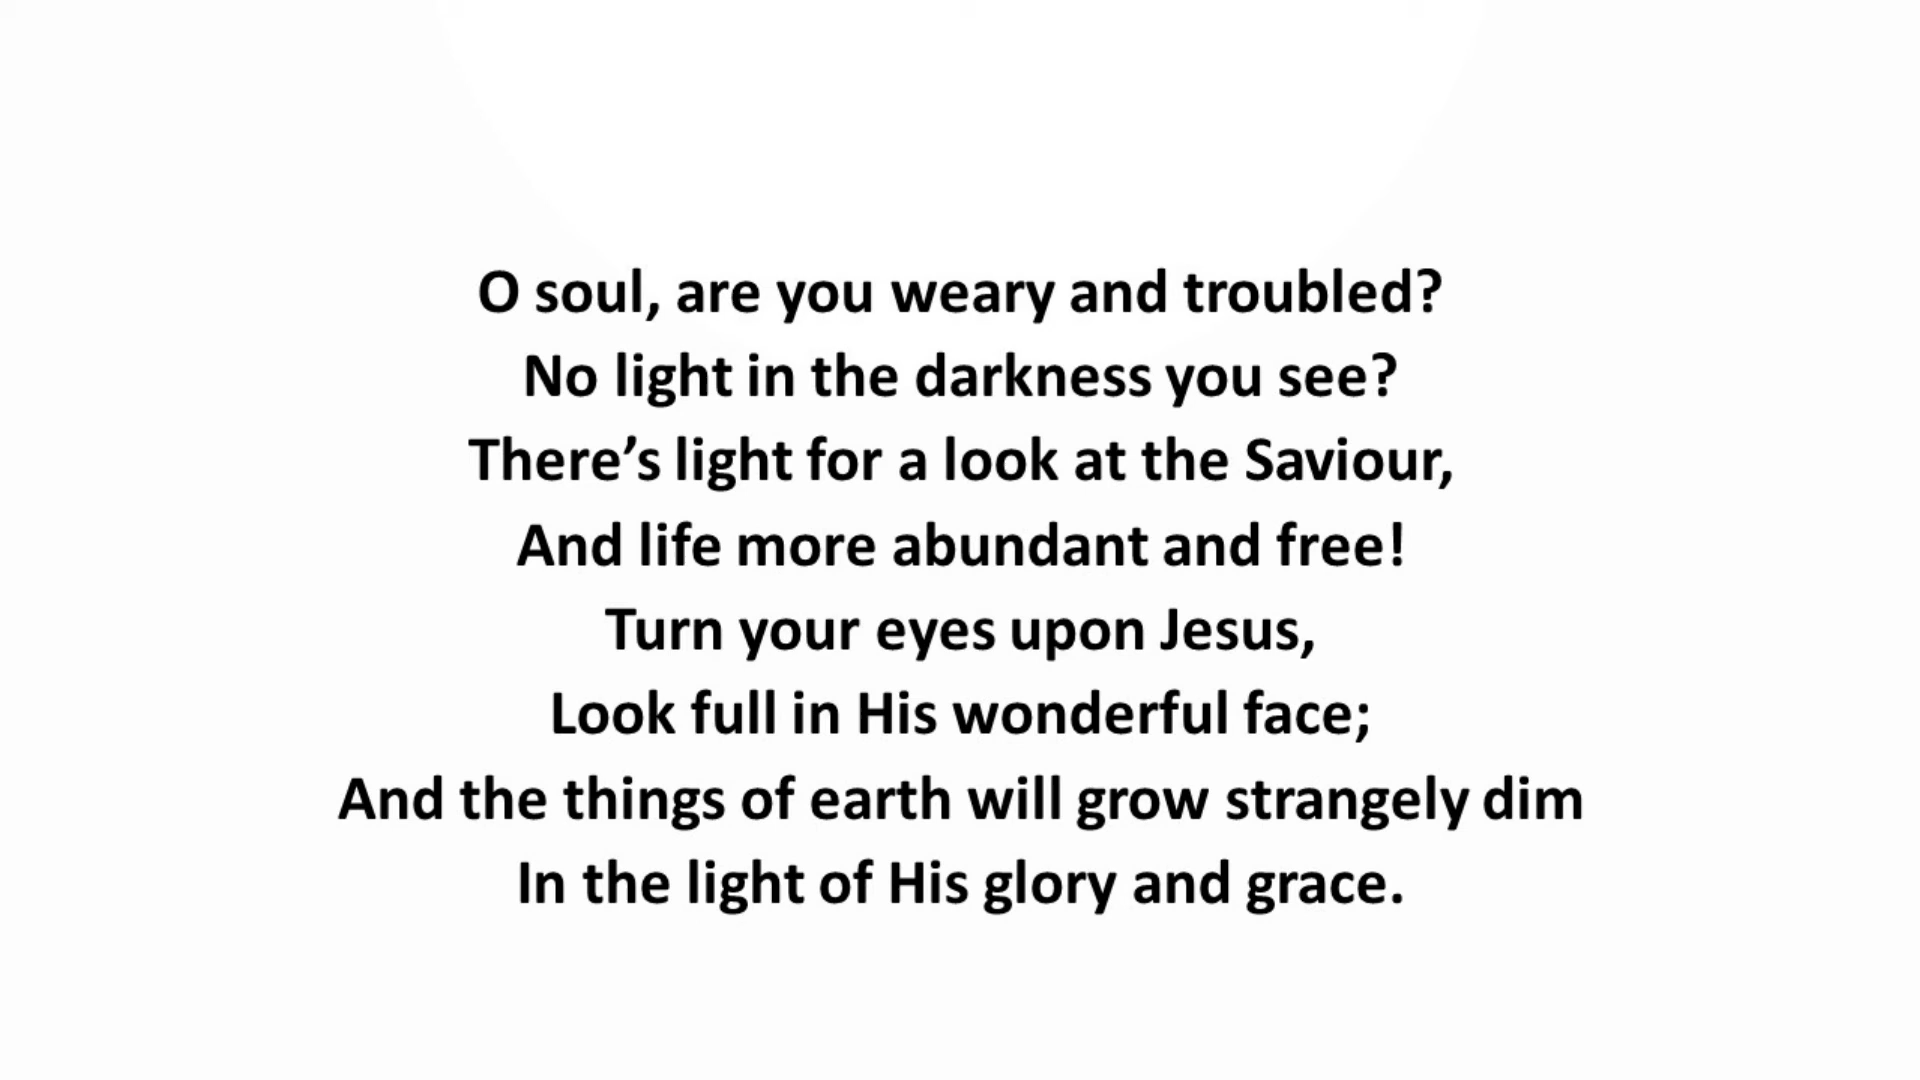 O soul, are you weary and troubled?
No light in the darkness you see?
There’s light for a look at the Saviour,
And life more abundant and free!
Turn your eyes upon Jesus,
Look full in His wonderful face;
And the things of earth will grow strangely dim
In the light of His glory and grace.